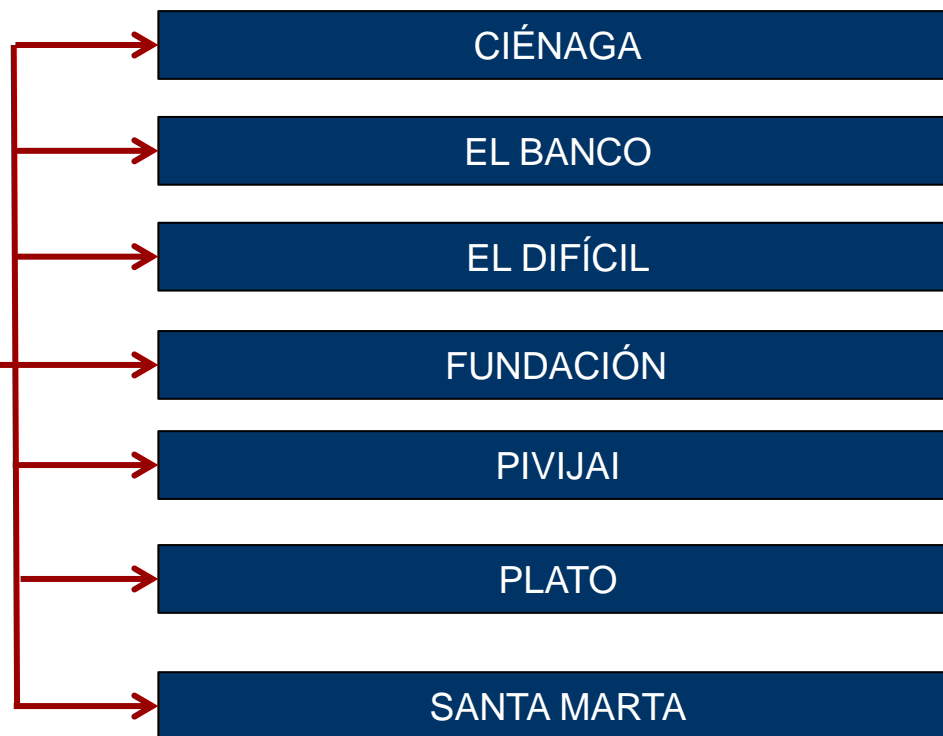 CIÉNAGA
EL BANCO
EL DIFÍCIL
FUNDACIÓN
PIVIJAI
PLATO
SANTA MARTA